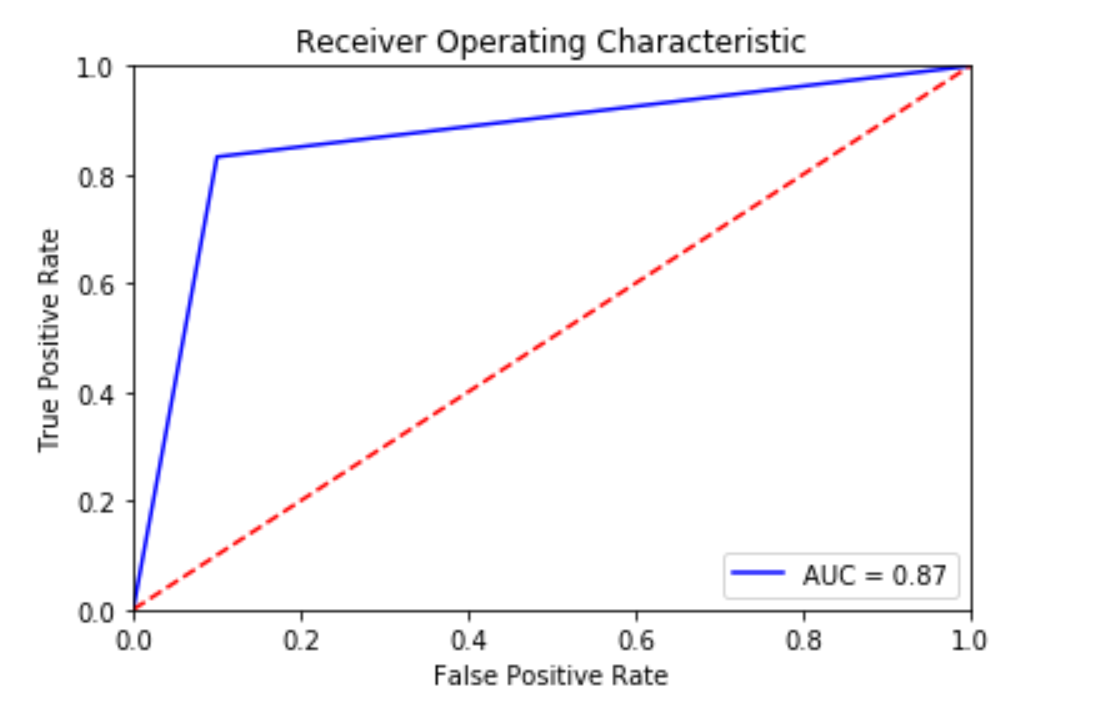 Receiver Operating Characteristic
1.0
0.8
0.6
0.4
0.2
0.0
True Positive Rate
AUC = 0.87
0.0 0.2 0.4 0.6 0.8 1.0
False Positive Rate